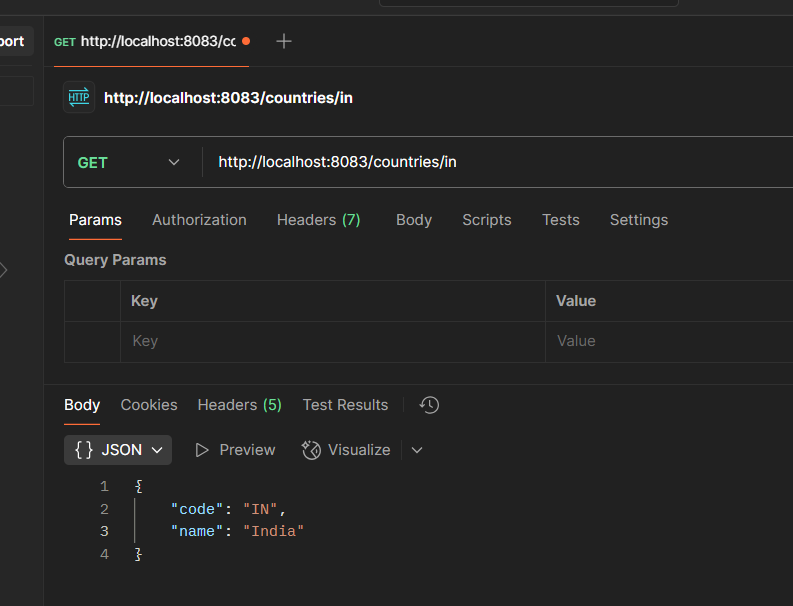 port
GET http://localhost:8083/cc
HTTP http://localhost:8083/countries/in
GET http://localhost:8083/countries/in
Params Authorization Headers (7) Body Scripts Tests Settings
Query Params
Key Value
Key Value
Body Cookies Headers (5) Test Results
{ } JSON Preview Visualize
1 {
2 "code": "IN",
3 "name": "India"
4 }